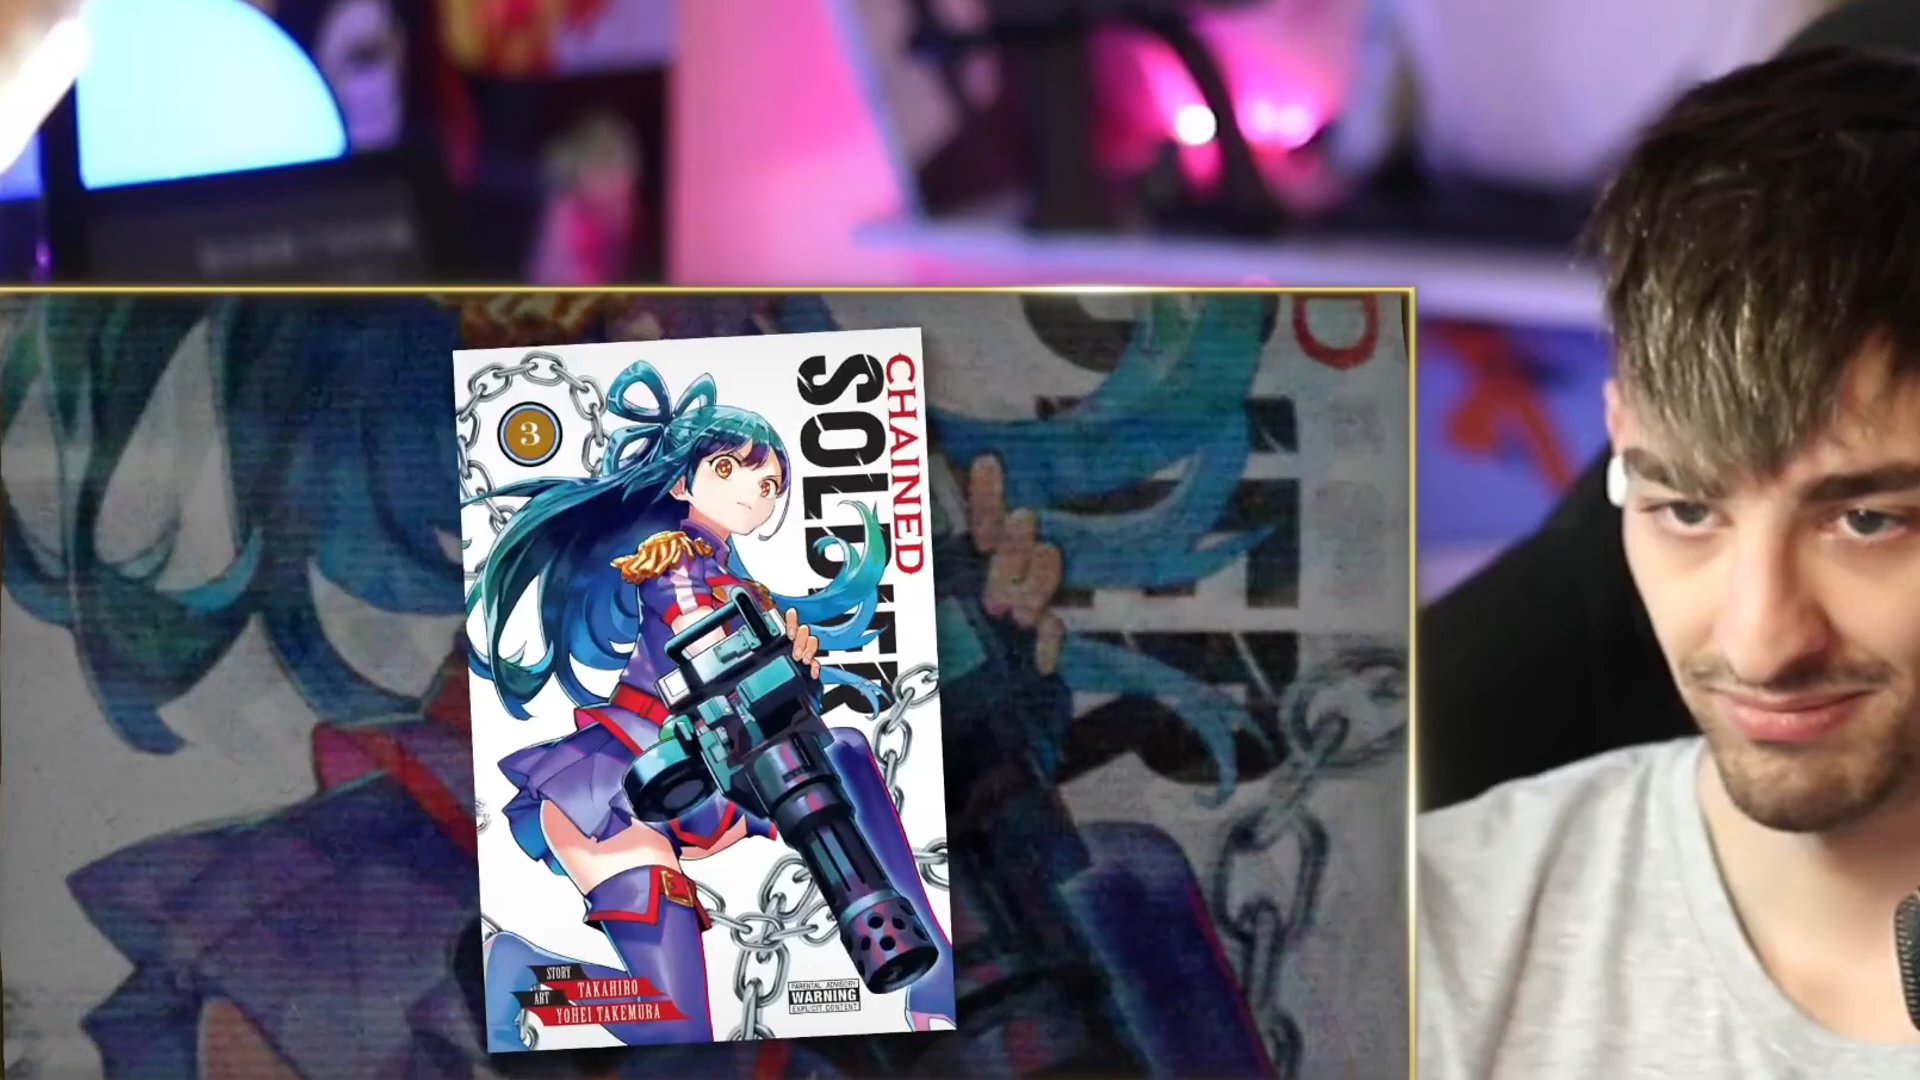 3
CHAINED
SOLDIER
STORY
TAKAHIRO
ART
YOHEI TAKEMURA
PARENTAL ADVISORY
WARNING
EXPLICIT CONTENT
D